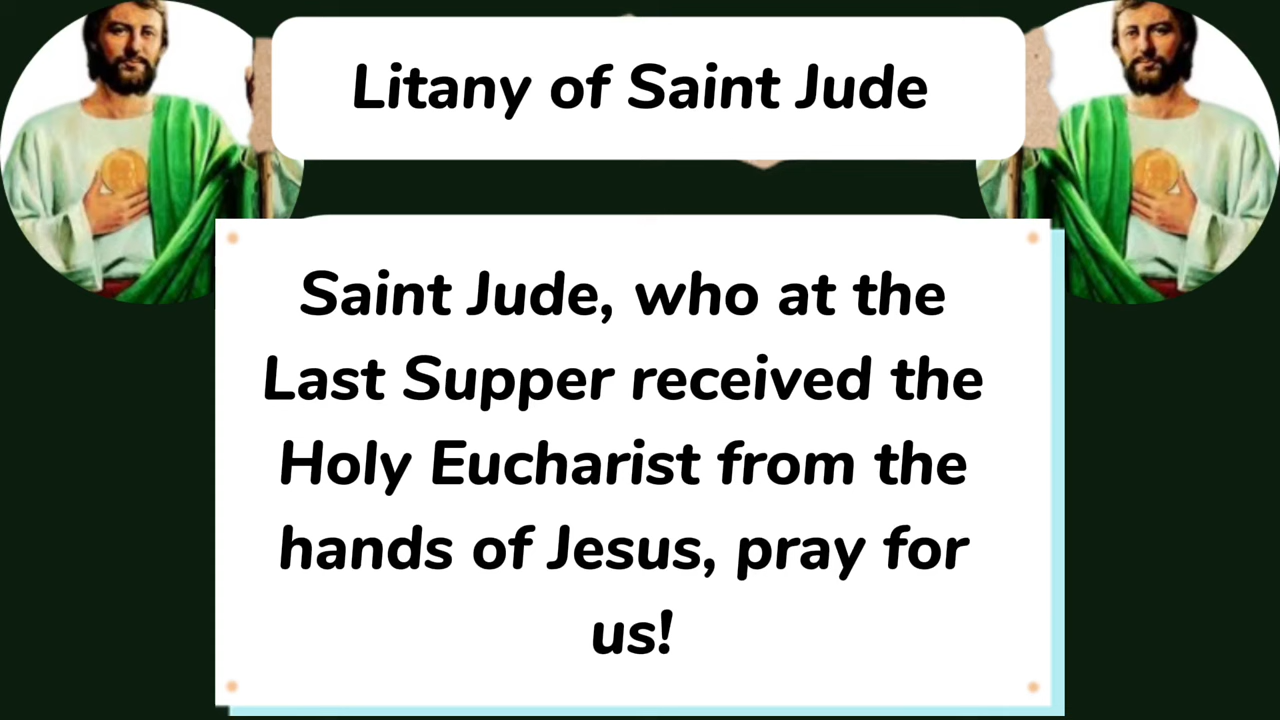 Litany of Saint Jude
Saint Jude, who at the
Last Supper received the
Holy Eucharist from the
hands of Jesus, pray for
us!